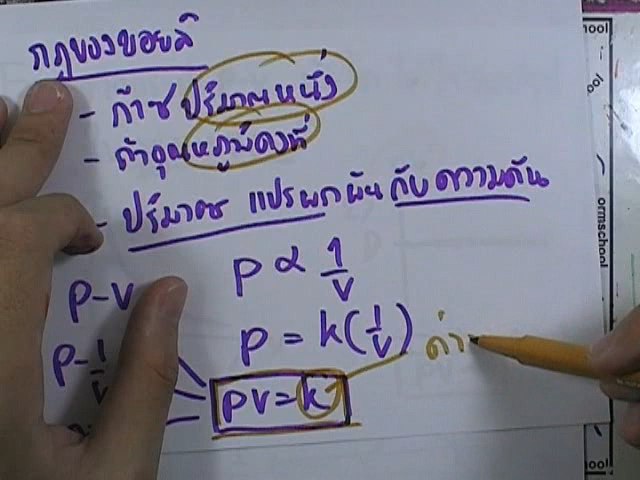 กฎของบอยล์
- ก๊าซ ปริมาณหนึ่ง
- ถ้าอุณหภูมิคงที่
- ปริมาตร แปรผกผัน กับความดัน
P ∝ 1/V
P-V
P = k(1/V)
P-1/V
PV = k
ค่า
ool
ormschool
ool